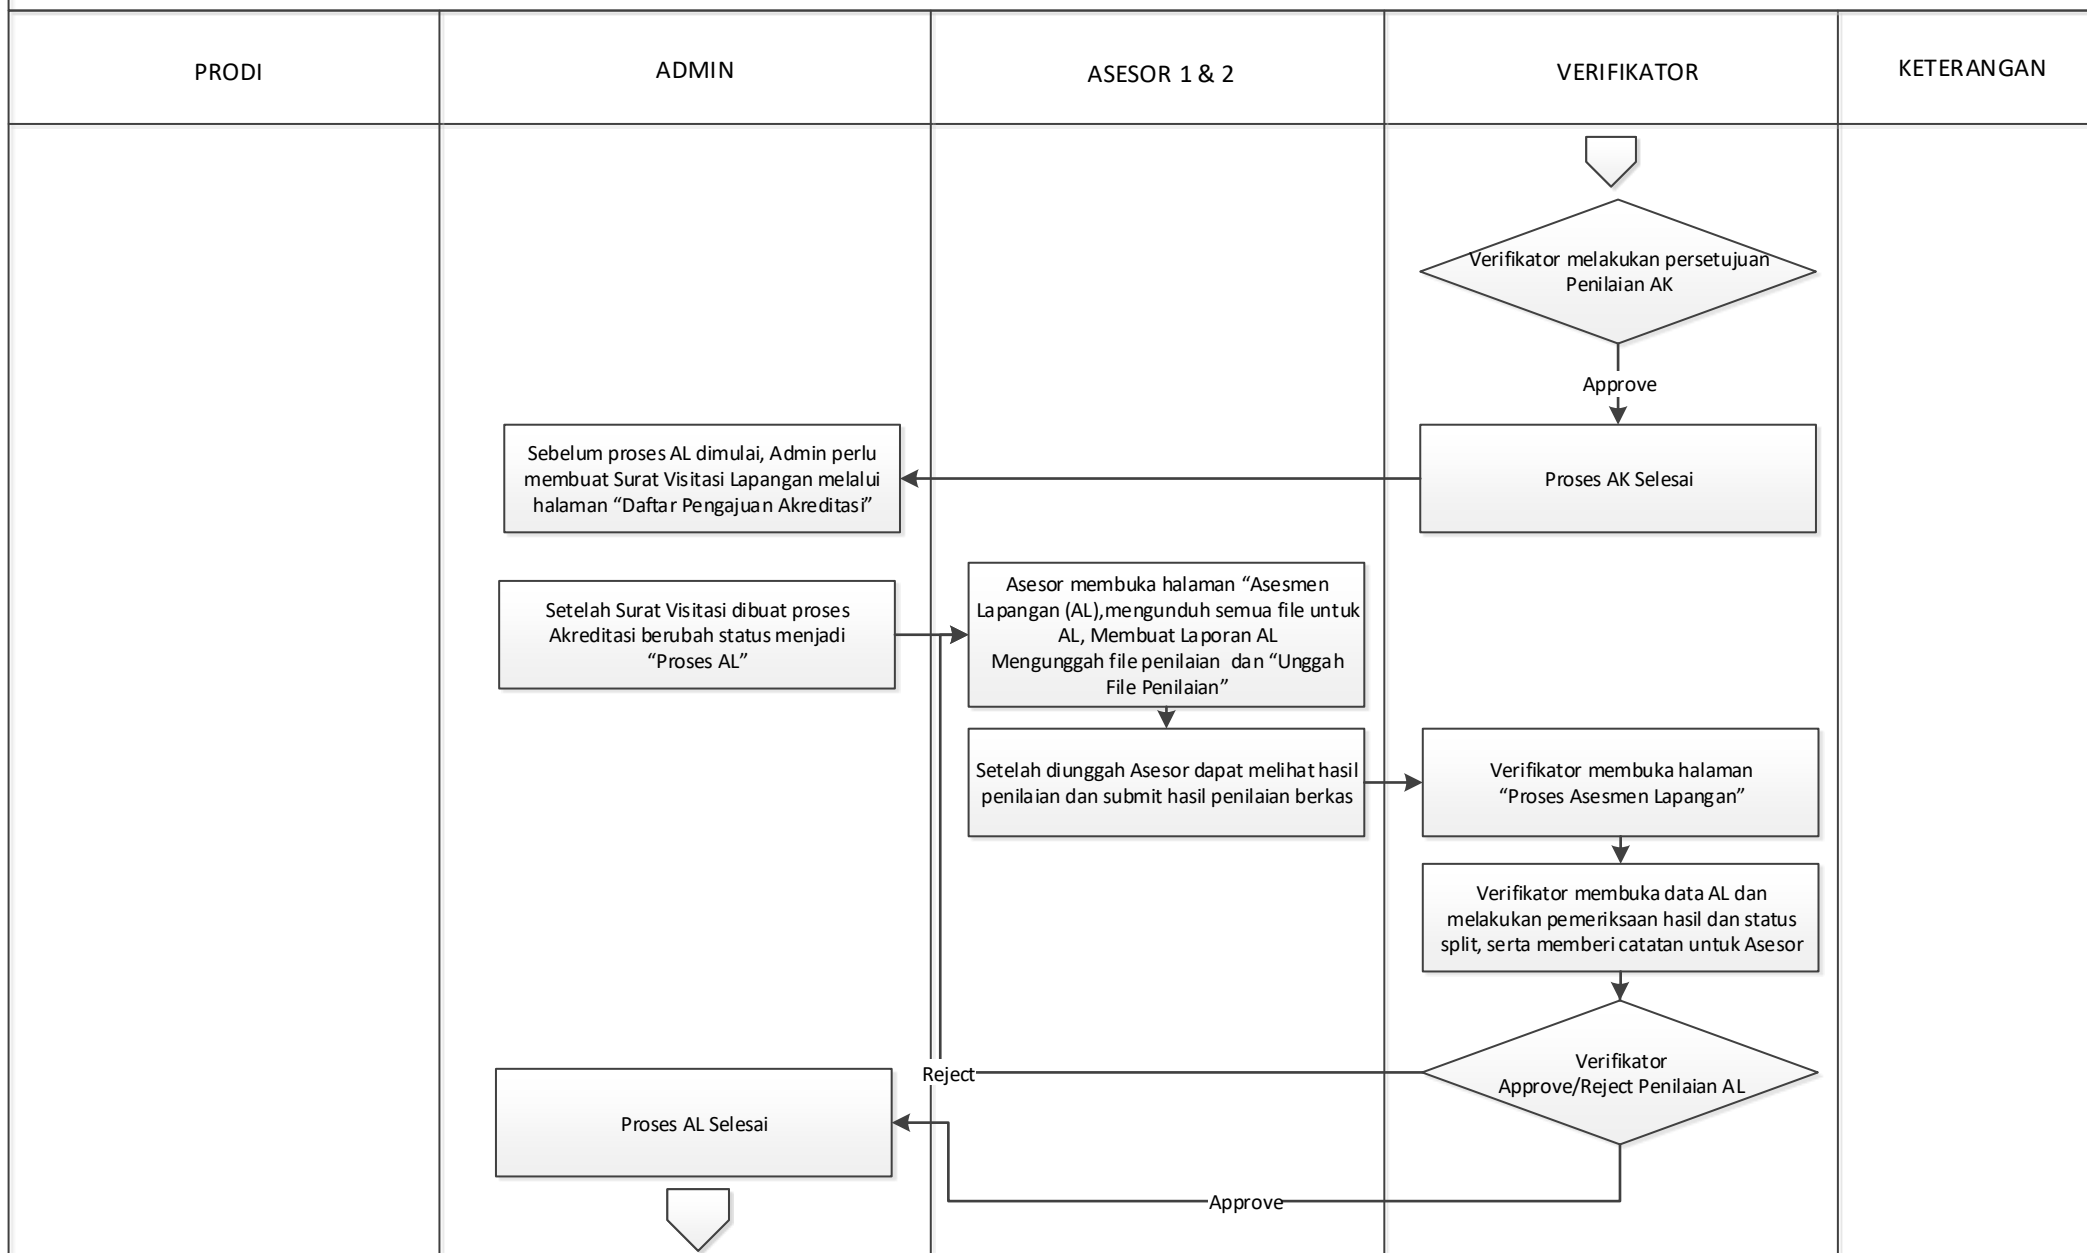 PRODI
ADMIN
ASESOR 1 & 2
VERIFIKATOR
KETERANGAN
Verifikator melakukan persetujuan
Penilaian AK
Approve
Sebelum proses AL dimulai, Admin perlu
membuat Surat Visitasi Lapangan melalui
halaman “Daftar Pengajuan Akreditasi”
Proses AK Selesai
Setelah Surat Visitasi dibuat proses
Akreditasi berubah status menjadi
“Proses AL”
Asesor membuka halaman “Asesmen
Lapangan (AL),mengunduh semua file untuk
AL, Membuat Laporan AL
Mengunggah file penilaian  dan “Unggah
File Penilaian”
Setelah diunggah Asesor dapat melihat hasil
penilaian dan submit hasil penilaian berkas
Verifikator membuka halaman
“Proses Asesmen Lapangan”
Verifikator membuka data AL dan
melakukan pemeriksaan hasil dan status
split, serta memberi catatan untuk Asesor
Verifikator
Approve/Reject Penilaian AL
Reject
Proses AL Selesai
Approve